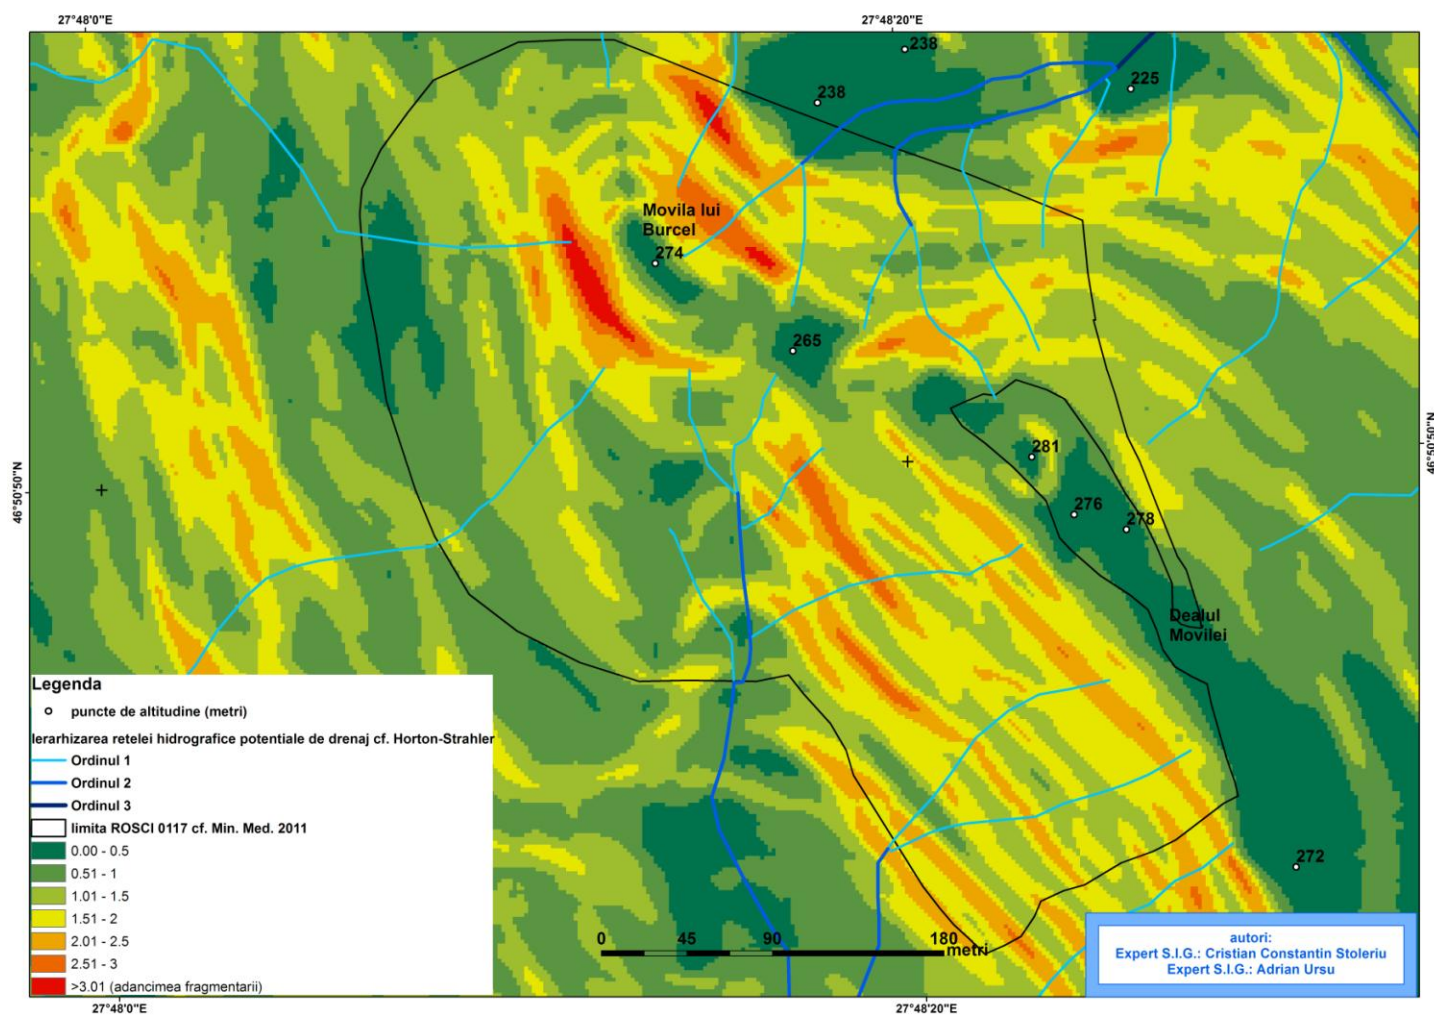 27°48'0"E
27°48'20"E
238
238
225
Movila lui
Burcel
274
265
281
276
278
Dealul
Movilei
272
46°50'50"N
46°50'50"N
Legenda
puncte de altitudine (metri)
Ierarhizarea retelei hidrografice potentiale de drenaj cf. Horton-Strahler
Ordinul 1
Ordinul 2
Ordinul 3
limita ROSCI 0117 cf. Min. Med. 2011
0.00 - 0.5
0.51 - 1
1.01 - 1.5
1.51 - 2
2.01 - 2.5
2.51 - 3
>3.01 (adancimea fragmentarii)
0 45 90 180
metri
autori:
Expert S.I.G.: Cristian Constantin Stoleriu
Expert S.I.G.: Adrian Ursu
27°48'0"E
27°48'20"E